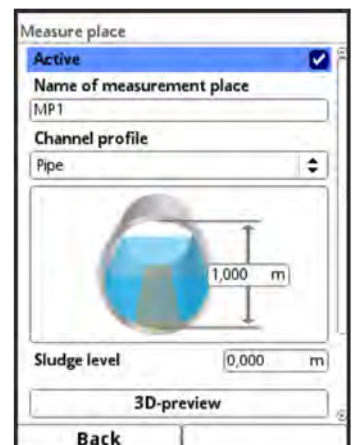 Measure place
Active
Name of measurement place
MP1
Channel profile
Pipe
1,000 m
Sludge level 0,000 m
3D-preview
Back